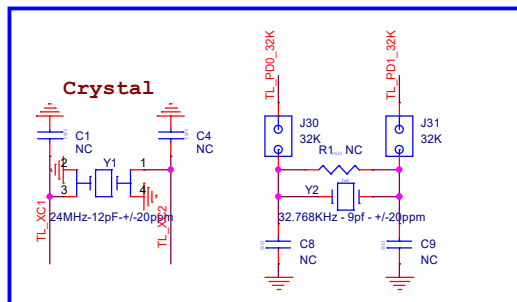 Crystal
TL_PD0_32K
TL_PD1_32K
C1
NC
C4
NC
J30
32K
J31
32K
R1
NC
2
Y1
1
3
4
24MHz-12pF-+/-20ppm
TL_XC1
TL_XC2
Y2
32.768KHz - 9pf - +/-20ppm
C8
NC
C9
NC